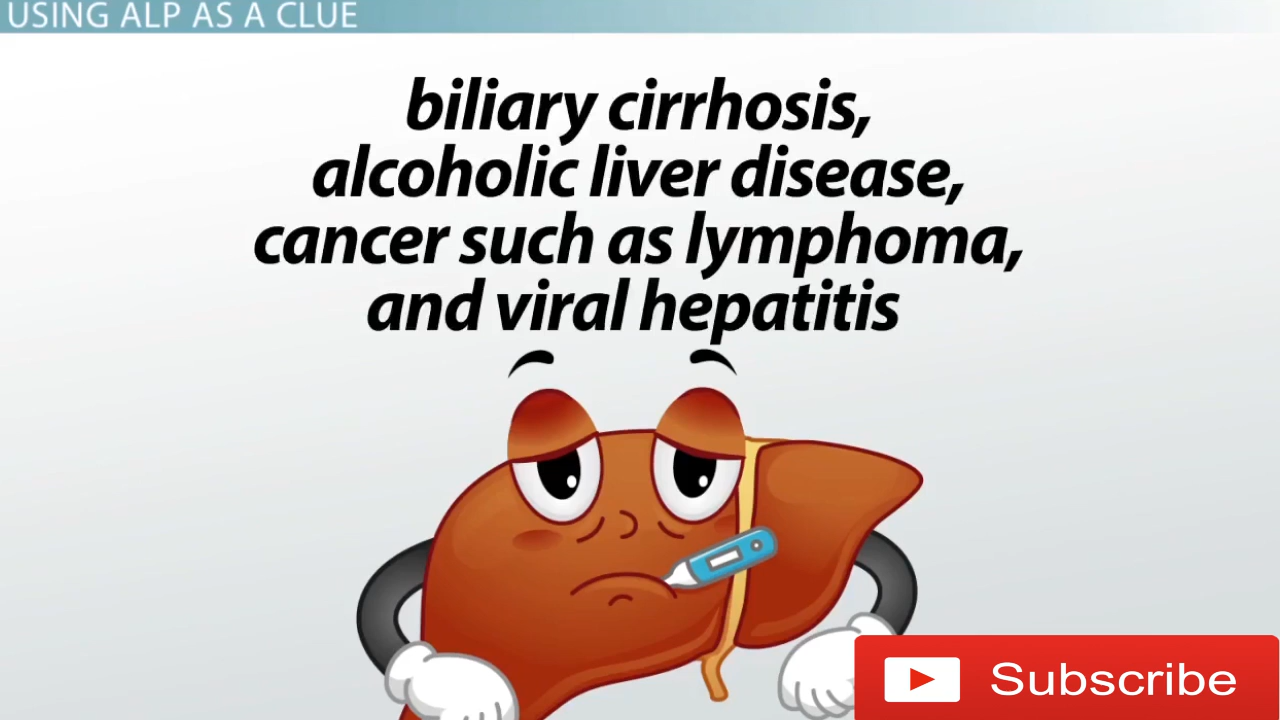 USING ALP AS A CLUE
biliary cirrhosis,
alcoholic liver disease,
cancer such as lymphoma,
and viral hepatitis
Subscribe